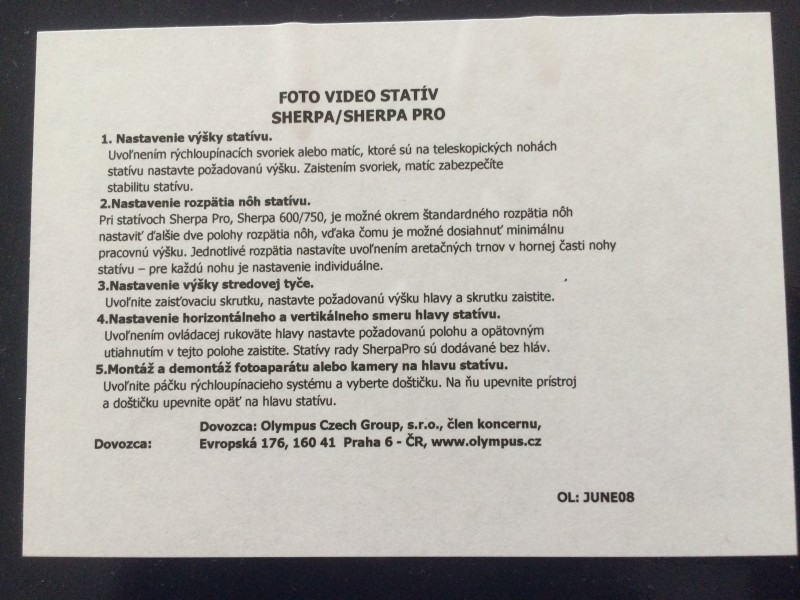 FOTO VIDEO STATÍV
SHERPA/SHERPA PRO
1. Nastavenie výšky statívu.
Uvoľnením rýchloupínacích svoriek alebo matíc, ktoré sú na teleskopických nohách
statívu nastavte požadovanú výšku. Zaistením svoriek, matíc zabezpečíte
stabilitu statívu.
2.Nastavenie rozpätia nôh statívu.
Pri statívoch Sherpa Pro, Sherpa 600/750, je možné okrem štandardného rozpätia nôh
nastaviť ďalšie dve polohy rozpätia nôh, vďaka čomu je možné dosiahnuť minimálnu
pracovnú výšku. Jednotlivé rozpätia nastavíte uvoľnením aretačných trnov v hornej časti nohy
statívu – pre každú nohu je nastavenie individuálne.
3.Nastavenie výšky stredovej tyče.
Uvoľnite zaisťovaciu skrutku, nastavte požadovanú výšku hlavy a skrutku zaistite.
4.Nastavenie horizontálneho a vertikálneho smeru hlavy statívu.
Uvoľnením ovládacej rukoväte hlavy nastavte požadovanú polohu a opätovným
utiahnutím v tejto polohe zaistite. Statívy rady SherpaPro sú dodávané bez hláv.
5.Montáž a demontáž fotoaparátu alebo kamery na hlavu statívu.
Uvoľnite páčku rýchloupínacieho systému a vyberte doštičku. Na ňu upevnite prístroj
a doštičku upevnite opäť na hlavu statívu.
Dovozca: Olympus Czech Group, s.r.o., člen koncernu,
Dovozca: Evropská 176, 160 41 Praha 6 - ČR, www.olympus.cz
OL: JUNE08